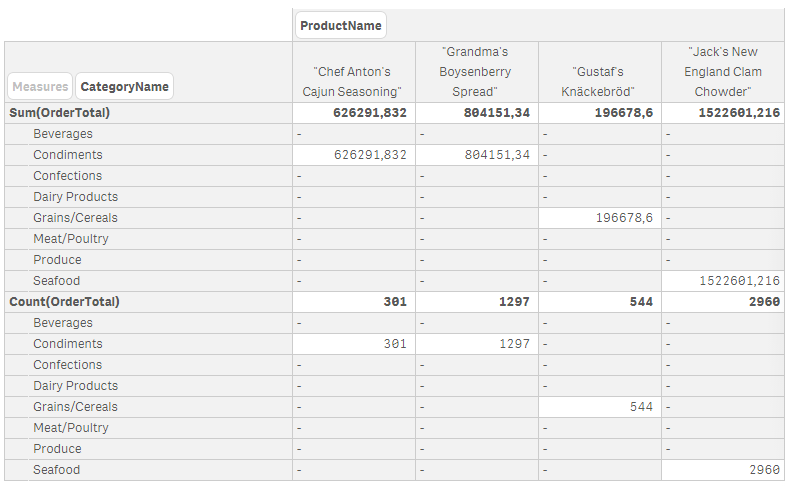 ProductName
Measures CategoryName "Chef Anton's Cajun Seasoning" "Grandma's Boysenberry Spread" "Gustaf's Knäckebröd" "Jack's New England Clam Chowder"
Sum(OrderTotal) 626291,832 804151,34 196678,6 1522601,216
Beverages - - - -
Condiments 626291,832 804151,34 - -
Confections - - - -
Dairy Products - - - -
Grains/Cereals - - 196678,6 -
Meat/Poultry - - - -
Produce - - - -
Seafood - - - 1522601,216
Count(OrderTotal) 301 1297 544 2960
Beverages - - - -
Condiments 301 1297 - -
Confections - - - -
Dairy Products - - - -
Grains/Cereals - - 544 -
Meat/Poultry - - - -
Produce - - - -
Seafood - - - 2960